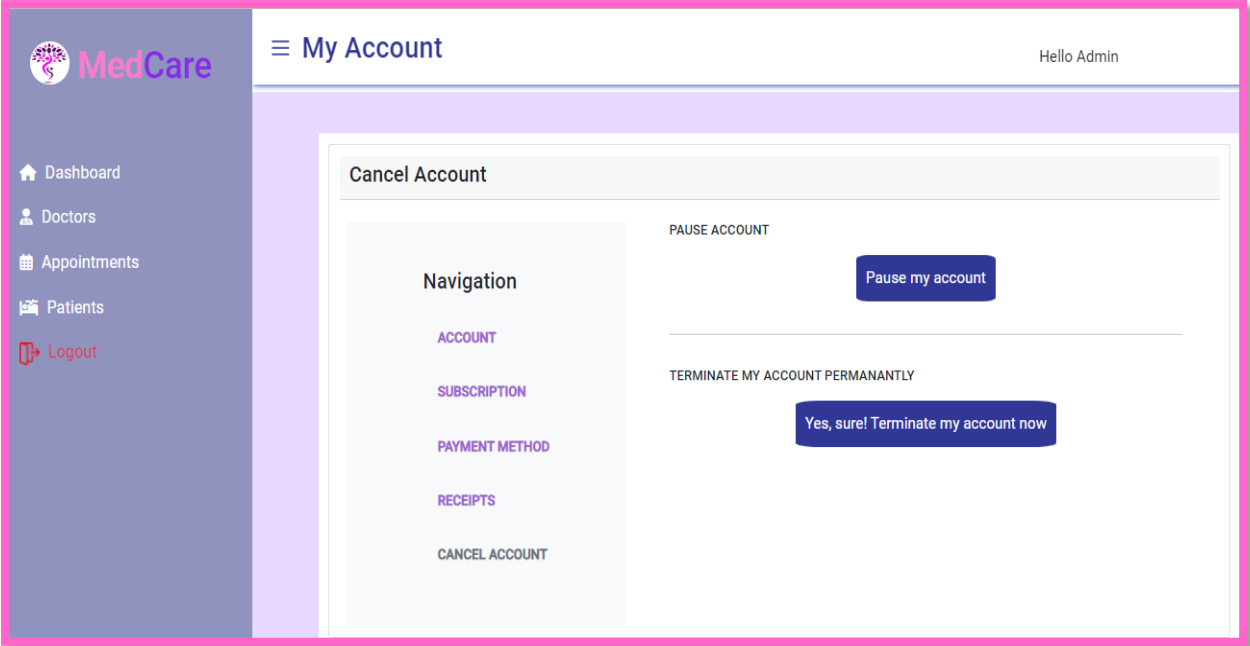 MedCare
My Account
Hello Admin
Dashboard
Doctors
Appointments
Patients
Logout
Cancel Account
Navigation
ACCOUNT
SUBSCRIPTION
PAYMENT METHOD
RECEIPTS
CANCEL ACCOUNT
PAUSE ACCOUNT
Pause my account
TERMINATE MY ACCOUNT PERMANANTLY
Yes, sure! Terminate my account now